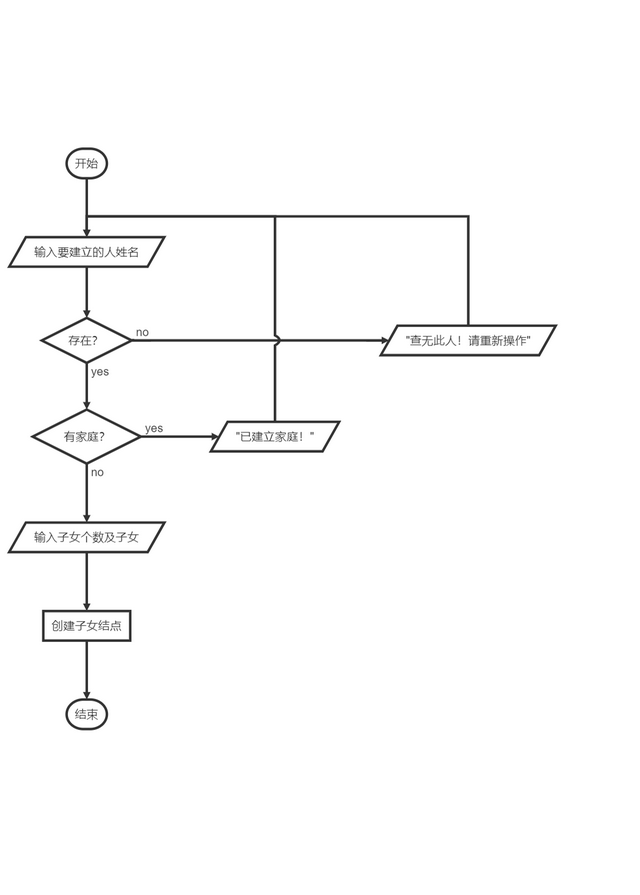 开始
输入要建立的人姓名
存在?
no
"查无此人！请重新操作"
yes
有家庭?
yes
"已建立家庭！"
no
输入子女个数及子女
创建子女结点
结束